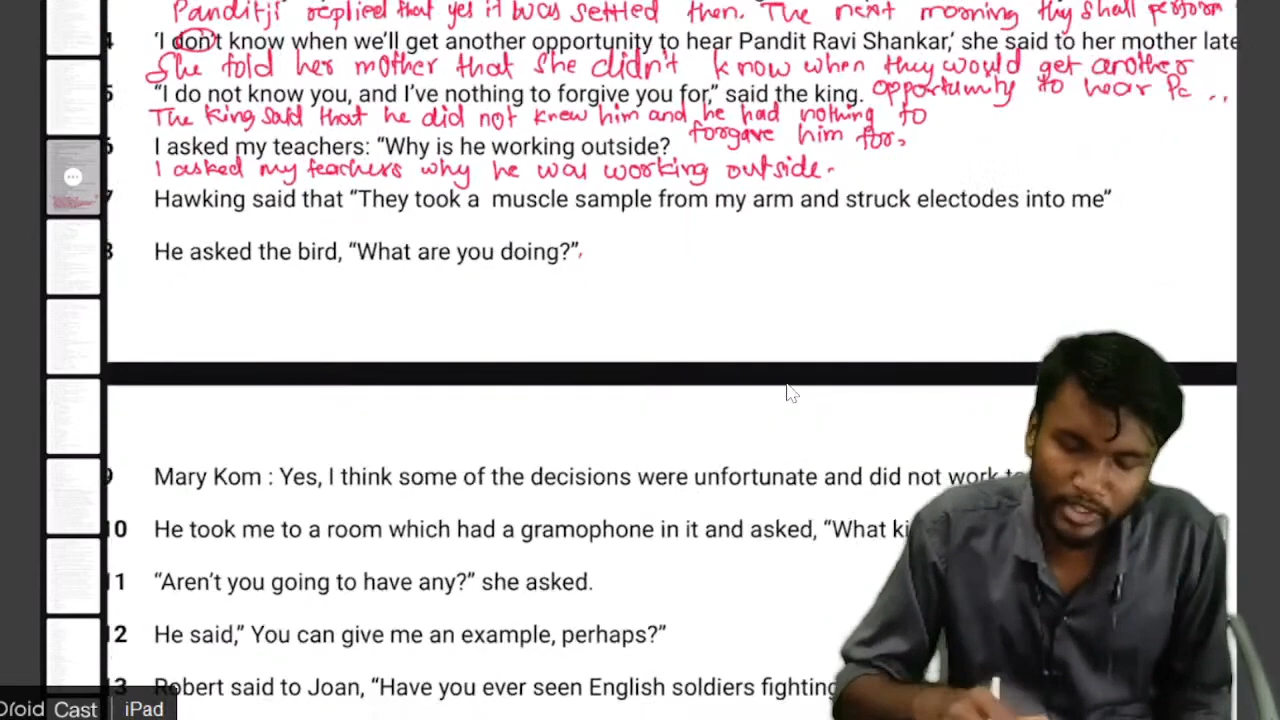 Panditji replied that yes it was settled then. The next morning thy shall perform
4 'I don't know when we'll get another opportunity to hear Pandit Ravi Shankar,' she said to her mother late
She told her mother that she didn't know when they would get another
opportunity to hear Pc ..
5 “I do not know you, and I've nothing to forgive you for,” said the king.
The king said that he did not knew him and he had nothing to
forgave him for.
6 I asked my teachers: “Why is he working outside?
I asked my teachers why he was working outside.
7 Hawking said that “They took a muscle sample from my arm and struck electodes into me”
8 He asked the bird, “What are you doing?”,
9 Mary Kom : Yes, I think some of the decisions were unfortunate and did not work
10 He took me to a room which had a gramophone in it and asked, “What ki
11 “Aren't you going to have any?” she asked.
12 He said,” You can give me an example, perhaps?”
13 Robert said to Joan, “Have you ever seen English soldiers fighting
Droid Cast iPad